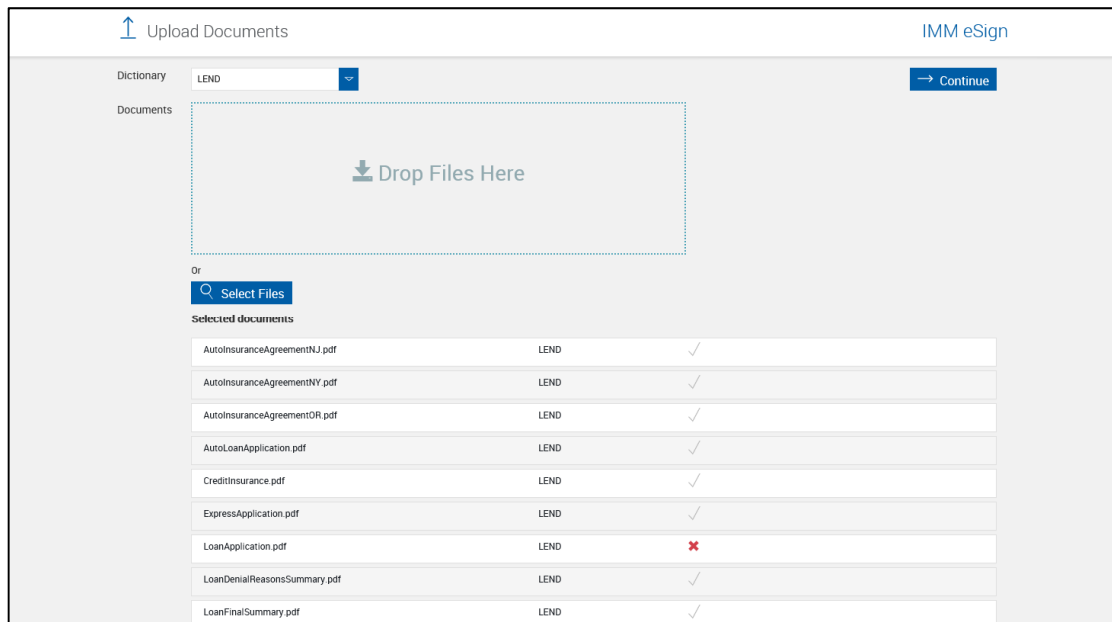 Upload Documents IMM eSign
Dictionary LEND Continue
Documents
Drop Files Here
Or
Select Files
Selected documents
AutoInsuranceAgreementNJ.pdf LEND
AutoInsuranceAgreementNY.pdf LEND
AutoInsuranceAgreementOR.pdf LEND
AutoLoanApplication.pdf LEND
CreditInsurance.pdf LEND
ExpressApplication.pdf LEND
LoanApplication.pdf LEND
LoanDenialReasonsSummary.pdf LEND
LoanFinalSummary.pdf LEND